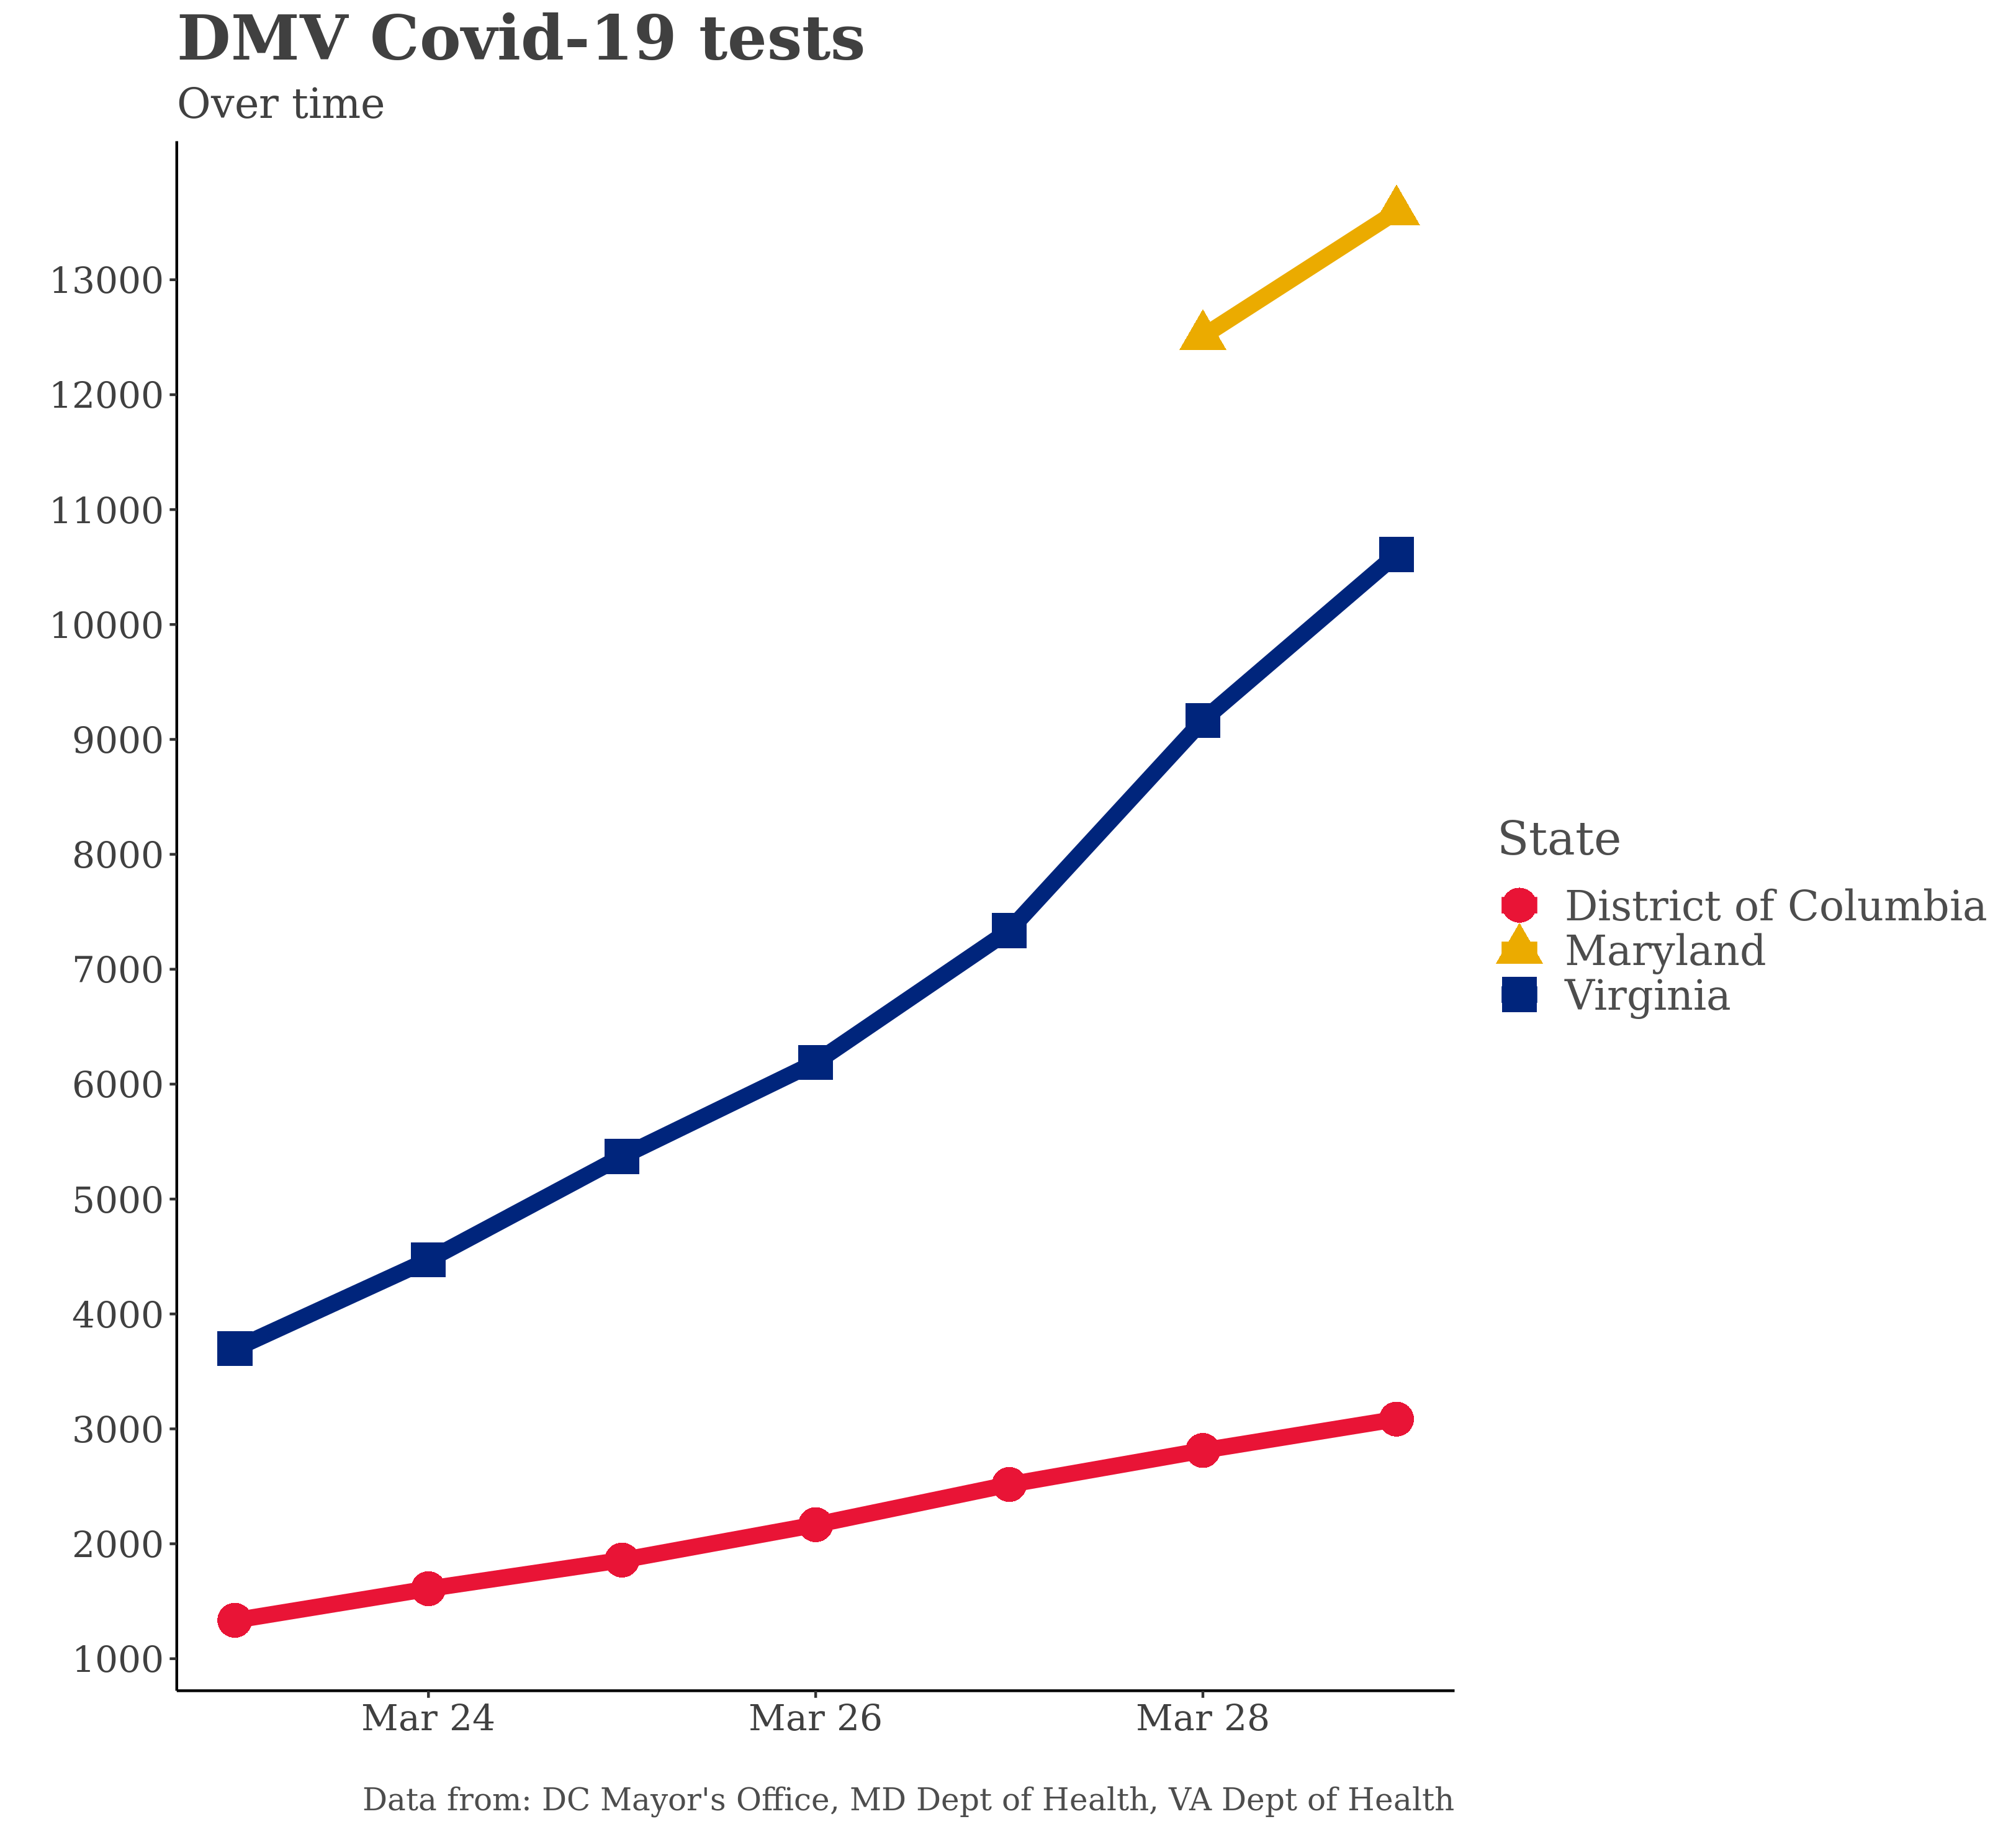 DMV Covid-19 tests
Over time
13000
12000
11000
10000
9000
8000
7000
6000
5000
4000
3000
2000
1000
Mar 24 Mar 26 Mar 28
State
District of Columbia
Maryland
Virginia
Data from: DC Mayor's Office, MD Dept of Health, VA Dept of Health